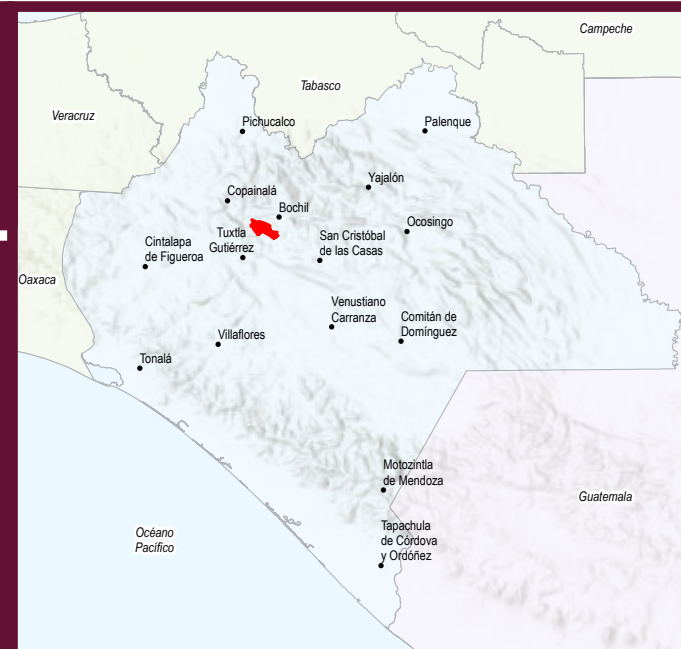 Campeche
Tabasco
Veracruz
Pichucalco
Palenque
Yajalón
Copainalá
Bochil
Ocosingo
Tuxtla
Gutiérrez
San Cristóbal
de las Casas
Cintalapa
de Figueroa
Oaxaca
Venustiano
Carranza
Comitán de
Domínguez
Villaflores
Tonalá
Motozintla
de Mendoza
Guatemala
Océano
Pacífico
Tapachula
de Córdova
y Ordóñez